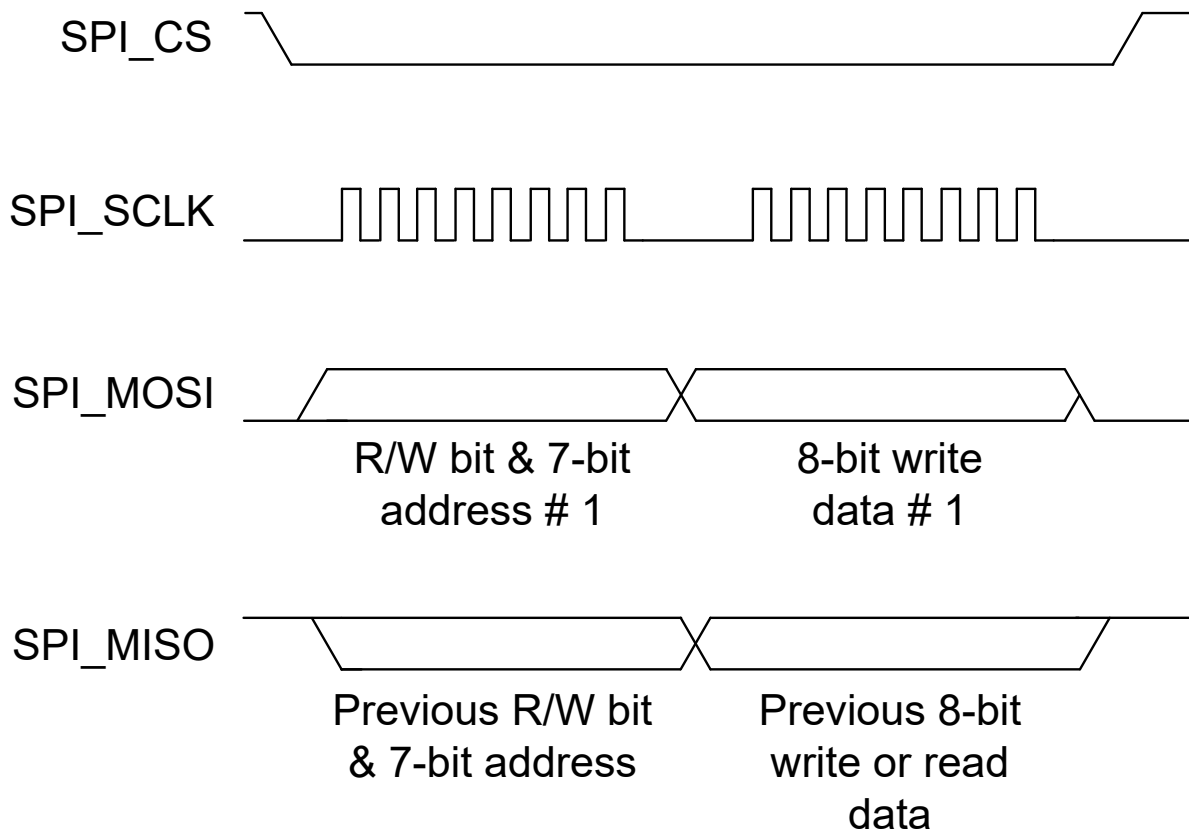 SPI_CS
SPI_SCLK
SPI_MOSI
R/W bit & 7-bit
address # 1
8-bit write
data # 1
SPI_MISO
Previous R/W bit
& 7-bit address
Previous 8-bit
write or read
data